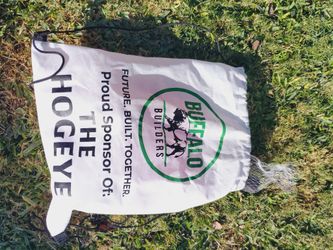 BUFFALO
BUILDERS
FUTURE. BUILT. TOGETHER.
Proud Sponsor Of:
THE
HOGEYE